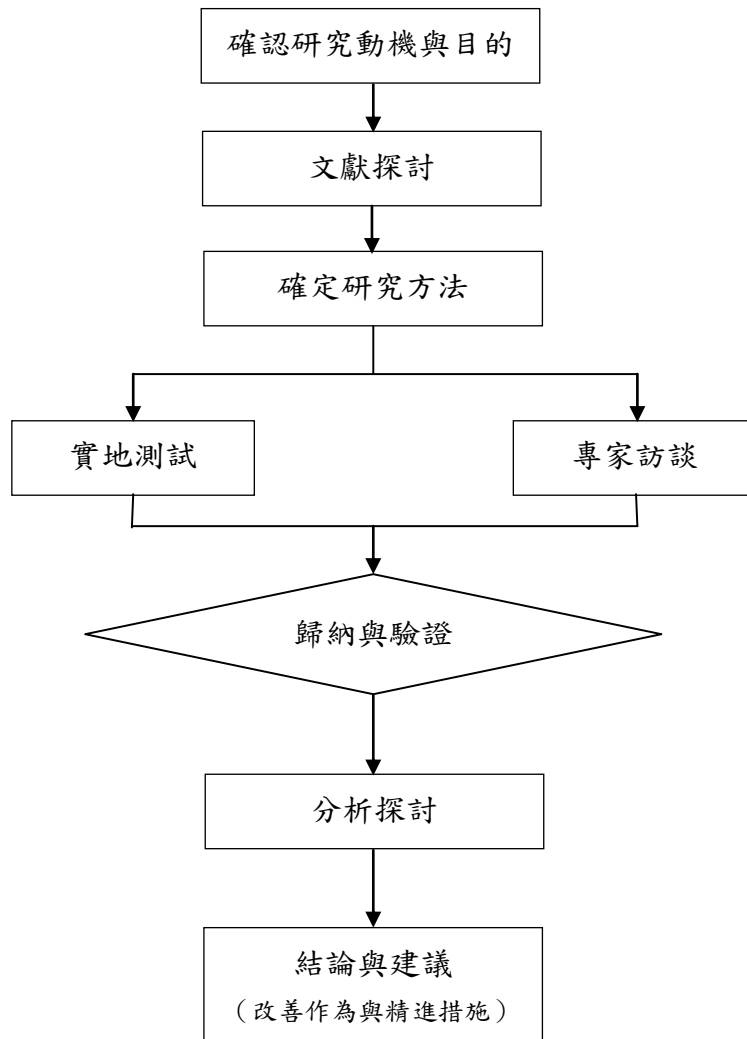 確認研究動機與目的
文獻探討
確定研究方法
實地測試
專家訪談
歸納與驗證
分析探討
結論與建議
（改善作為與精進措施）